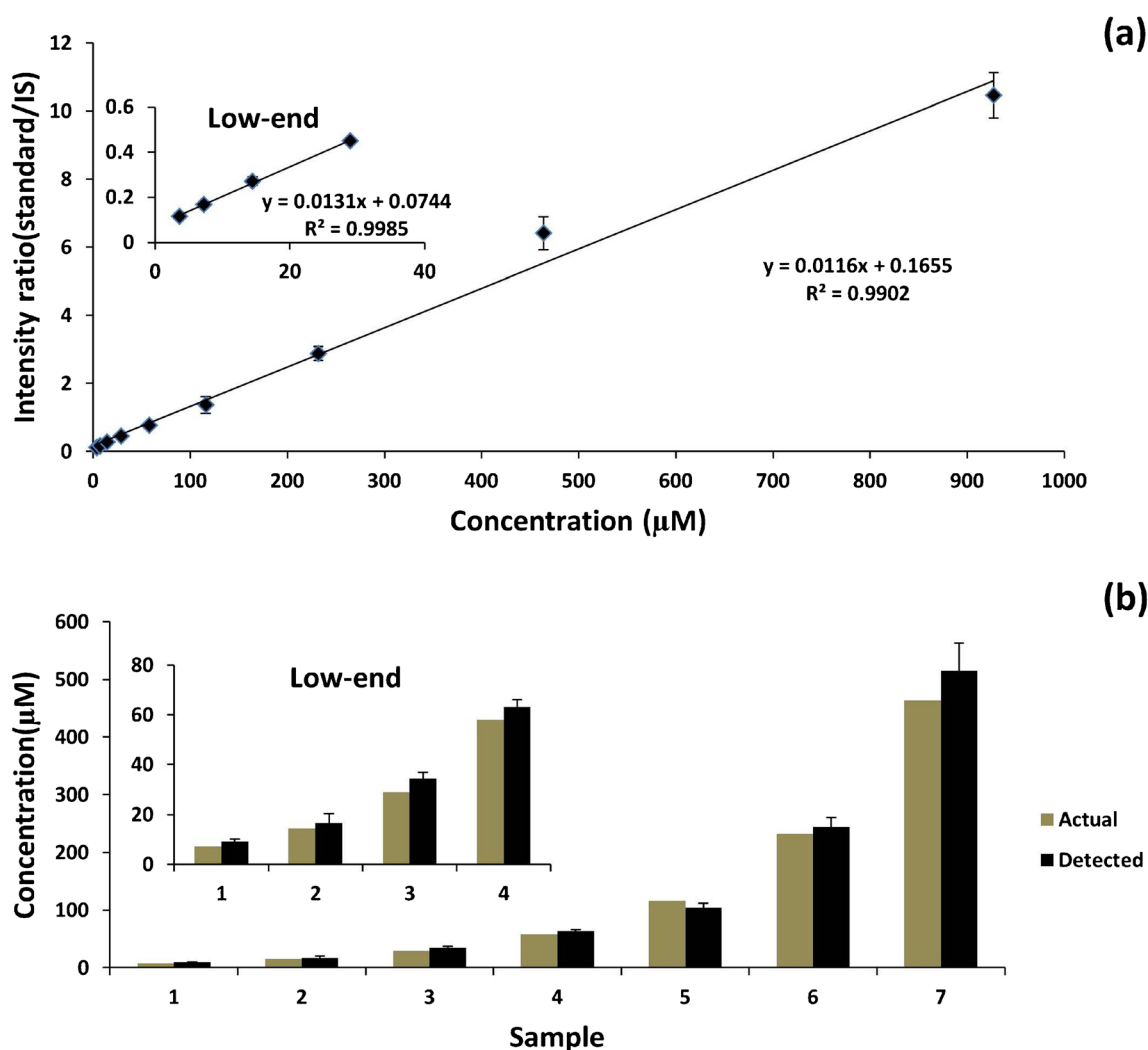 (a)
12
10
8
6
4
2
0
Intensity ratio(standard/IS)
0 100 200 300 400 500 600 700 800 900 1000
Concentration (μM)
Low-end
0.6
0.4
0.2
0
0 20 40
y = 0.0131x + 0.0744
R² = 0.9985
y = 0.0116x + 0.1655
R² = 0.9902
(b)
600
500
400
300
200
100
0
Concentration(μM)
Low-end
80
60
40
20
0
1 2 3 4
Actual
Detected
1 2 3 4 5 6 7
Sample